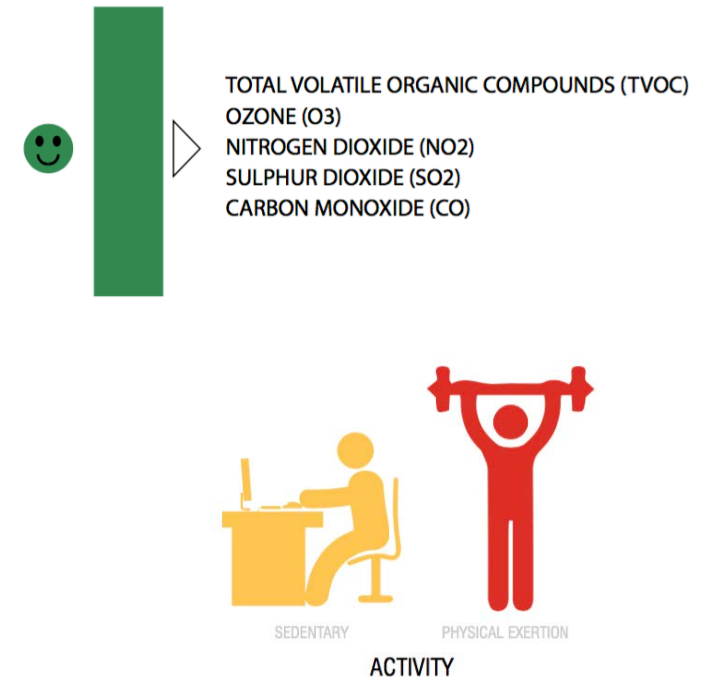 TOTAL VOLATILE ORGANIC COMPOUNDS (TVOC)
OZONE (O3)
NITROGEN DIOXIDE (NO2)
SULPHUR DIOXIDE (SO2)
CARBON MONOXIDE (CO)
SEDENTARY
PHYSICAL EXERTION
ACTIVITY